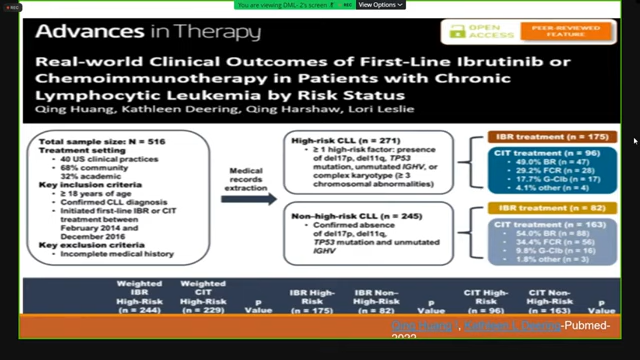 REC
You are viewing DML-2's screen
REC
View Options
Advances in Therapy
OPEN ACCESS
PEER-REVIEWED FEATURE
Real-world Clinical Outcomes of First-Line Ibrutinib or
Chemoimmunotherapy in Patients with Chronic
Lymphocytic Leukemia by Risk Status
Qing Huang, Kathleen Deering, Qing Harshaw, Lori Leslie
Total sample size: N = 516
Treatment setting
• 40 US clinical practices
• 68% community
• 32% academic
Key inclusion criteria
• ≥ 18 years of age
• Confirmed CLL diagnosis
• Initiated first-line IBR or CIT
treatment between
February 2014 and
December 2016
Key exclusion criteria
• Incomplete medical history
Medical
records
extraction
High-risk CLL (n = 271)
• ≥ 1 high-risk factor: presence
of del17p, del11q, TP53
mutation, unmutated IGHV, or
complex karyotype (≥ 3
chromosomal abnormalities)
IBR treatment (n = 175)
CIT treatment (n = 96)
• 49.0% BR (n = 47)
• 29.2% FCR (n = 28)
• 17.7% G-Clb (n = 17)
• 4.1% other (n = 4)
Non-high-risk CLL (n = 245)
• Confirmed absence
of del17p, del11q,
TP53 mutation and unmutated
IGHV
IBR treatment (n = 82)
CIT treatment (n = 163)
• 54.0% BR (n = 88)
• 34.4% FCR (n = 56)
• 9.8% G-Clb (n = 16)
• 1.8% other (n = 3)
Weighted IBR High-Risk (n = 244)
Weighted CIT High-Risk (n = 229)
p Value
IBR High-Risk (n = 175)
IBR Non-High-Risk (n = 82)
p Value
CIT High-Risk (n = 96)
CIT Non-High-Risk (n = 163)
p Value
Qing Huang, Kathleen L Deering-Pubmed-
2022